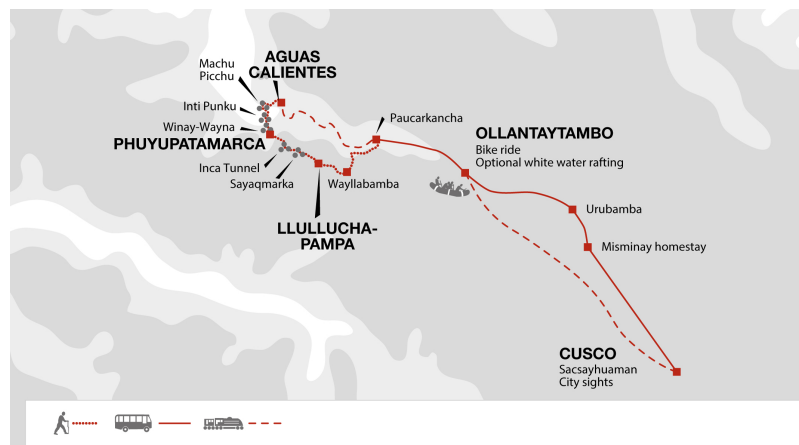 AGUAS
CALIENTES
Machu
Picchu
Inti Punku
Winay-Wayna
PHUYUPATAMARCA
Inca Tunnel
Sayaqmarka
LLULLUCHA-
PAMPA
Wayllabamba
Paucarkancha
OLLANTAYTAMBO
Bike ride
Optional white water rafting
Urubamba
Misminay homestay
CUSCO
Sacsayhuaman
City sights